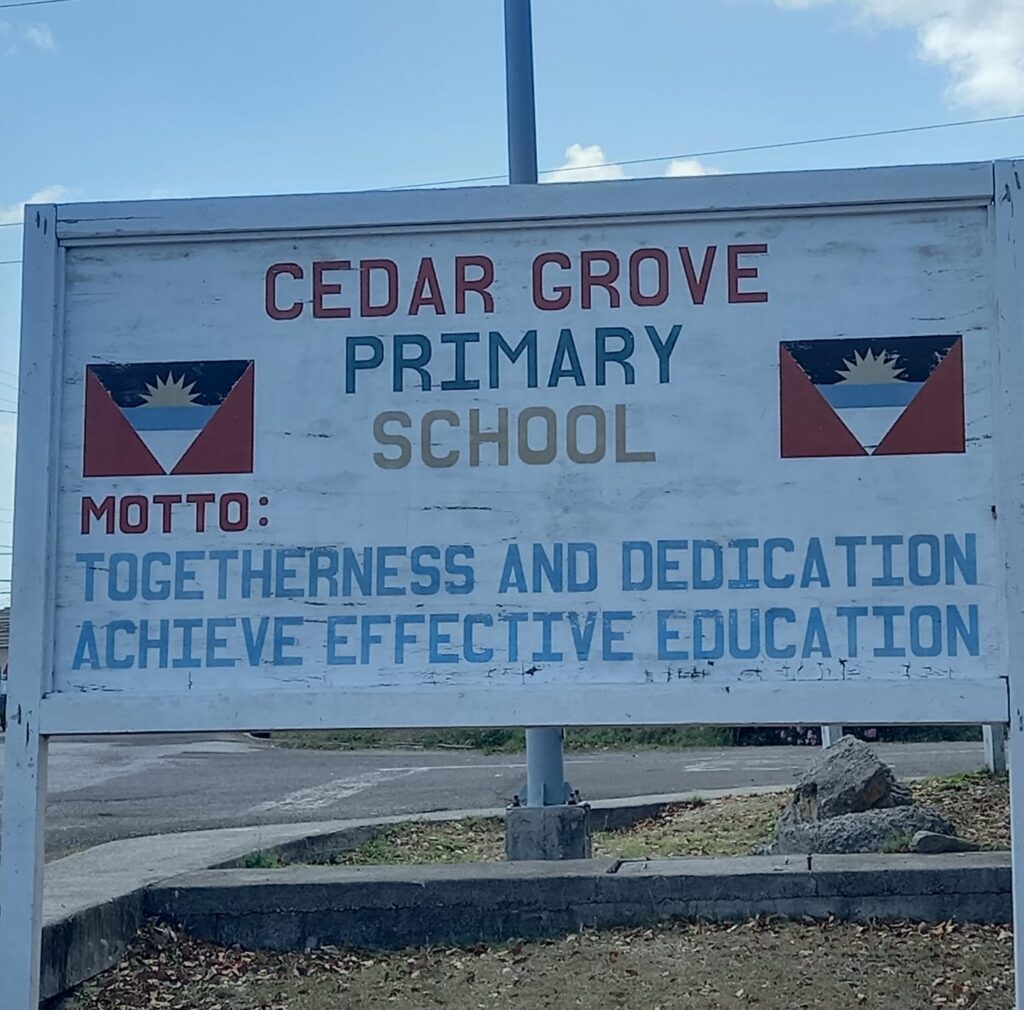 CEDAR GROVE
PRIMARY
SCHOOL
MOTTO:
TOGETHERNESS AND DEDICATION
ACHIEVE EFFECTIVE EDUCATION